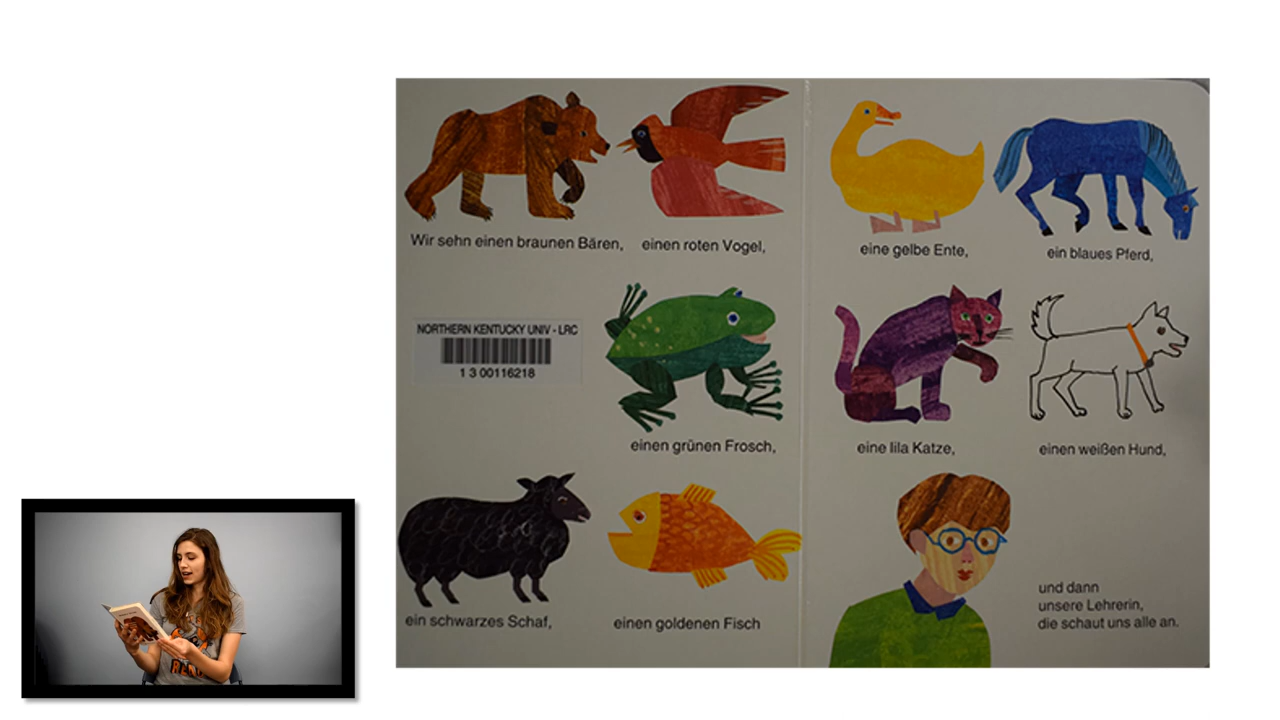 Wir sehn einen braunen Bären,
einen roten Vogel,
eine gelbe Ente,
ein blaues Pferd,
NORTHERN KENTUCKY UNIV - LRC
1 3 00116218
einen grünen Frosch,
eine lila Katze,
einen weißen Hund,
ein schwarzes Schaf,
einen goldenen Fisch
und dann
unsere Lehrerin,
die schaut uns alle an.